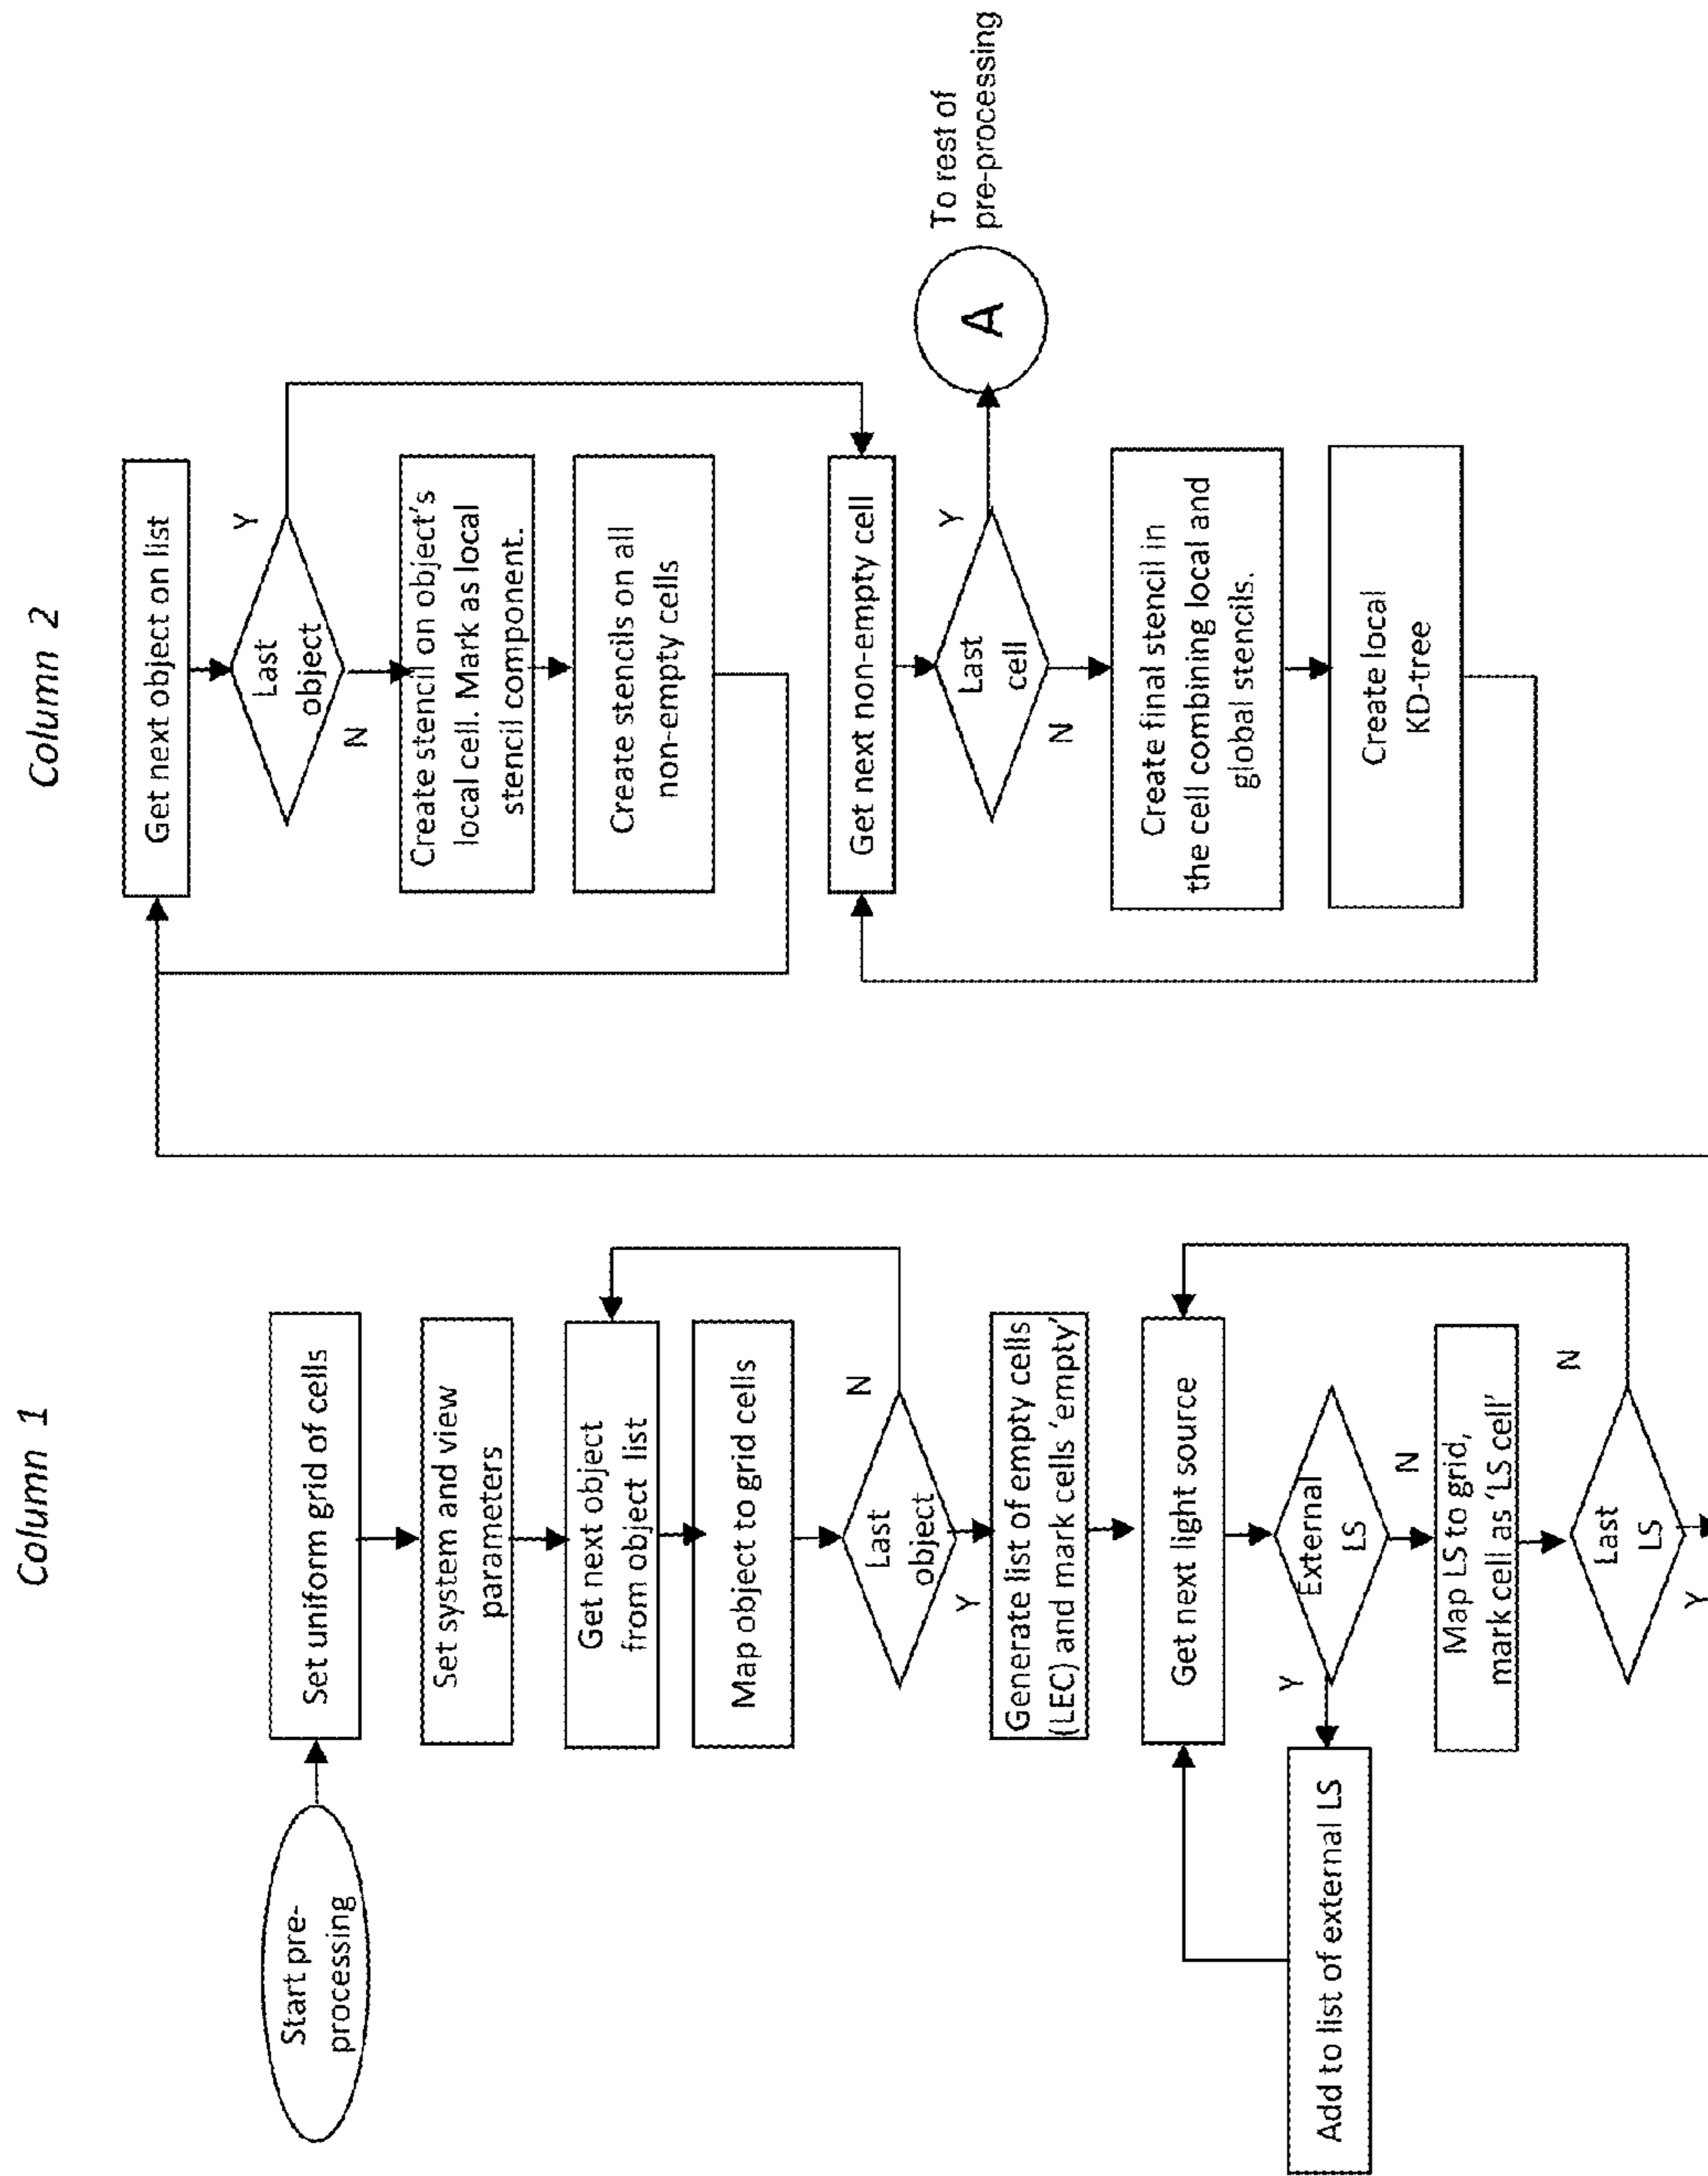 Column 1
Start pre-
processing
Set uniform grid of cells
Set system and view
parameters
Get next object
from object list
Map object to grid cells
Last
object
N
Y
Generate list of empty cells
(LEC) and mark cells 'empty'
Get next light source
External
LS
Y
N
Add to list of external LS
Map LS to grid,
mark cell as 'LS cell'
Last
LS
N
Y
Column 2
Get next object on list
Last
object
Y
N
Create stencil on object's
local cell. Mark as local
stencil component.
Create stencils on all
non-empty cells
Get next non-empty cell
Last
cell
Y
N
A
To rest of
pre-processing
Create final stencil in
the cell combining local and
global stencils.
Create local
KD-tree